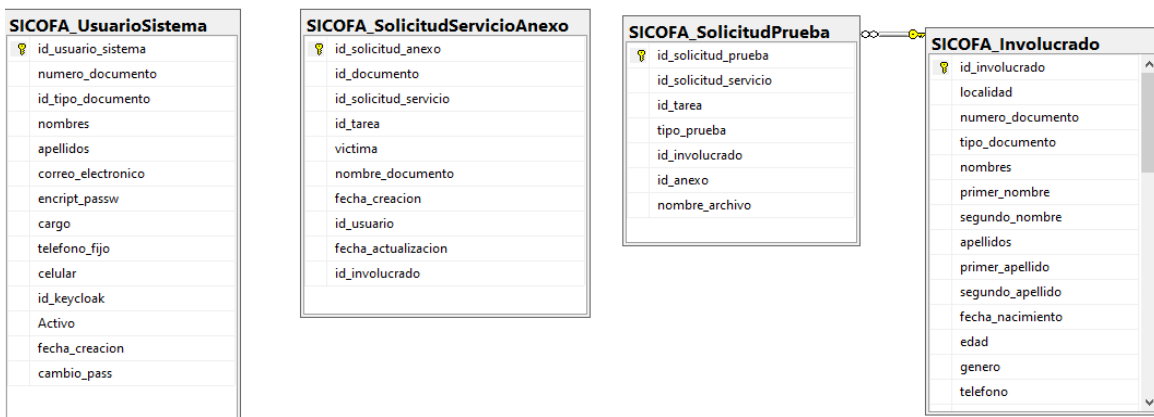 SICOFA_UsuarioSistema
id_usuario_sistema
numero_documento
id_tipo_documento
nombres
apellidos
correo_electronico
encript_passw
cargo
telefono_fijo
celular
id_keycloak
Activo
fecha_creacion
cambio_pass
SICOFA_SolicitudServicioAnexo
id_solicitud_anexo
id_documento
id_solicitud_servicio
id_tarea
victima
nombre_documento
fecha_creacion
id_usuario
fecha_actualizacion
id_involucrado
SICOFA_SolicitudPrueba
id_solicitud_prueba
id_solicitud_servicio
id_tarea
tipo_prueba
id_involucrado
id_anexo
nombre_archivo
SICOFA_Involucrado
id_involucrado
localidad
numero_documento
tipo_documento
nombres
primer_nombre
segundo_nombre
apellidos
primer_apellido
segundo_apellido
fecha_nacimiento
edad
genero
telefono